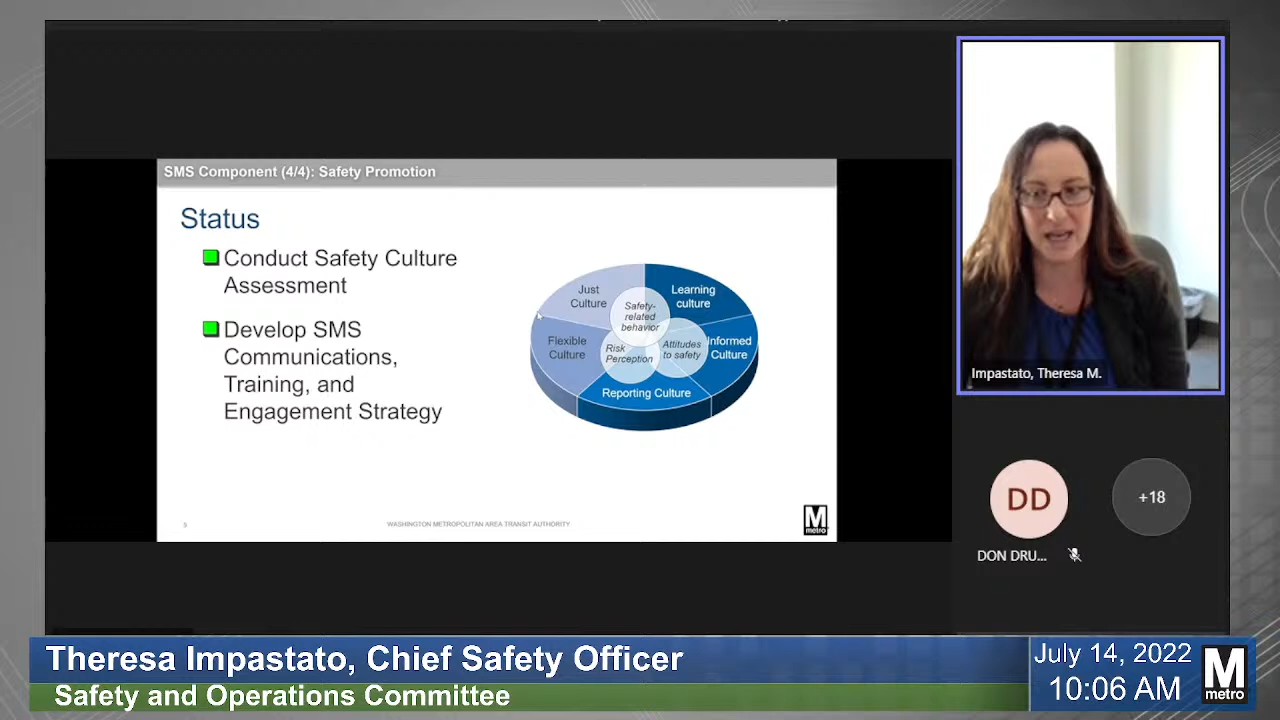 SMS Component (4/4): Safety Promotion
Status
Conduct Safety Culture
Assessment
Develop SMS
Communications,
Training, and
Engagement Strategy
Just
Culture
Learning
culture
Safety-
related
behavior
Flexible
Culture
Risk
Perception
Attitudes
to safety
Informed
Culture
Reporting Culture
WASHINGTON METROPOLITAN AREA TRANSIT AUTHORITY
M
metro
Impastato, Theresa M.
DD
+18
DON DRU...
Theresa Impastato, Chief Safety Officer
Safety and Operations Committee
July 14, 2022
10:06 AM
M
metro